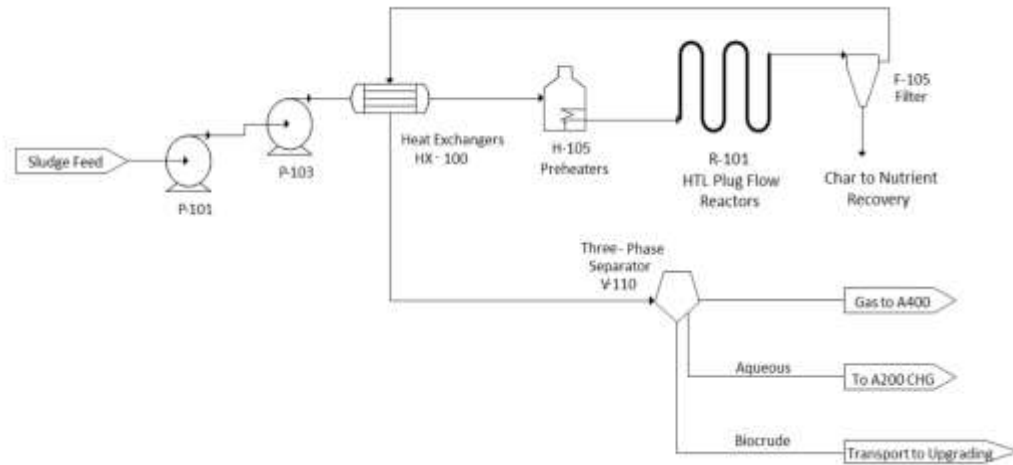 Sludge Feed
P-101
P-103
Heat Exchangers
HX - 100
H-105
Preheaters
R-101
HTL Plug Flow
Reactors
F-105
Filter
Char to Nutrient
Recovery
Three- Phase
Separator
V-110
Gas to A400
Aqueous
To A200 CHG
Biocrude
Transport to Upgrading